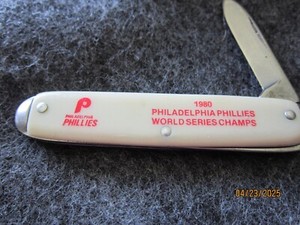 P
PHILADELPHIA
PHILLIES
1980
PHILADELPHIA PHILLIES
WORLD SERIES CHAMPS
04/23/2025